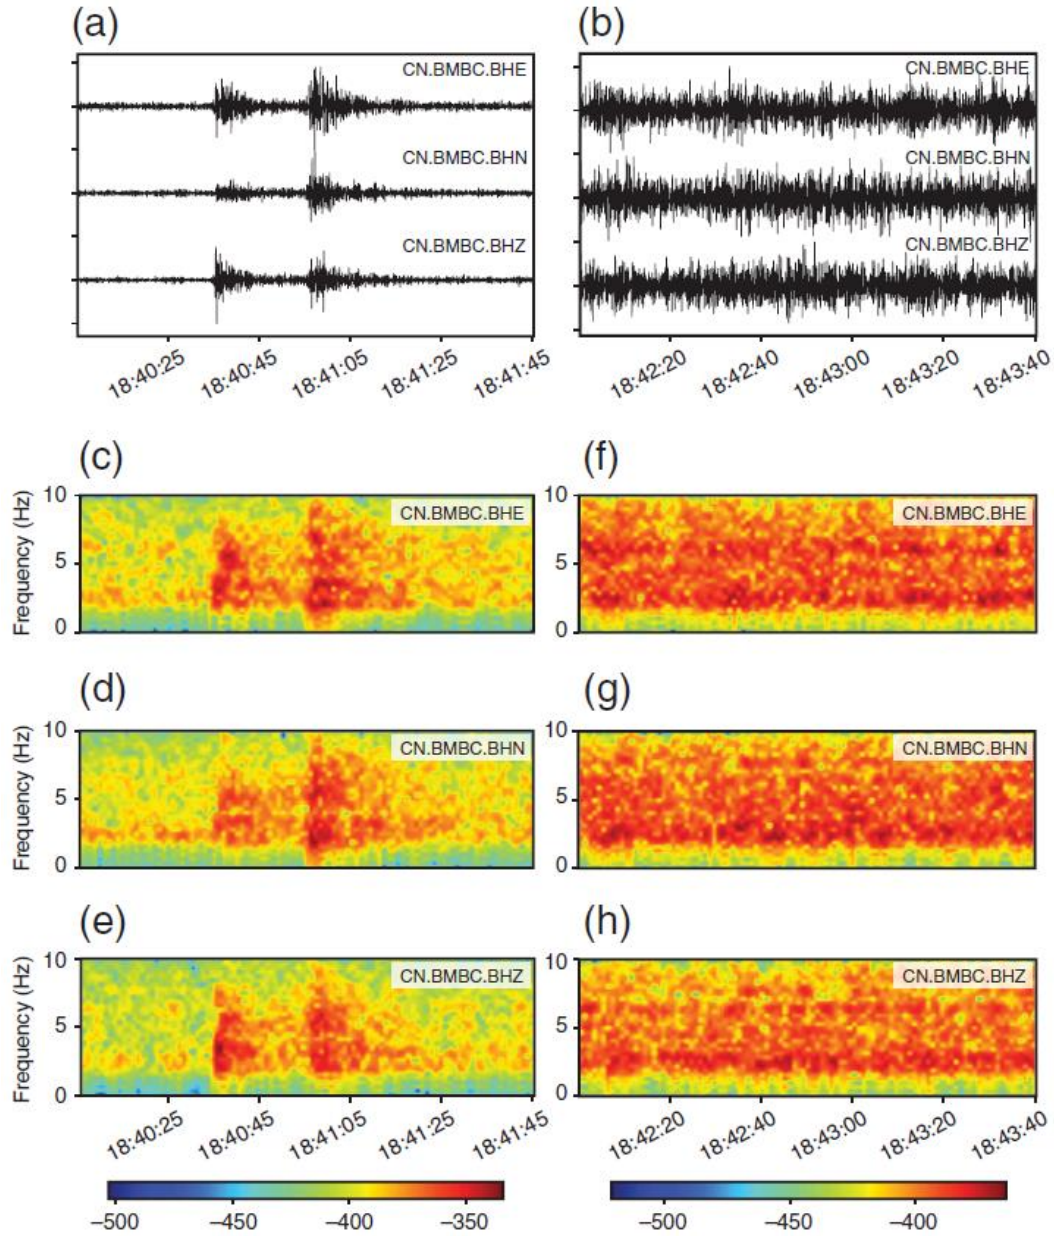 (a)
(b)
CN.BMBC.BHE
CN.BMBC.BHE
CN.BMBC.BHN
CN.BMBC.BHN
CN.BMBC.BHZ
CN.BMBC.BHZ
18:40:25 18:40:45 18:41:05 18:41:25 18:41:45
18:42:20 18:42:40 18:43:00 18:43:20 18:43:40
(c)
(f)
Frequency (Hz)
10
5
0
CN.BMBC.BHE
10
5
0
CN.BMBC.BHE
(d)
(g)
Frequency (Hz)
10
5
0
CN.BMBC.BHN
10
5
0
CN.BMBC.BHN
(e)
(h)
Frequency (Hz)
10
5
0
CN.BMBC.BHZ
10
5
0
CN.BMBC.BHZ
18:40:25 18:40:45 18:41:05 18:41:25 18:41:45
18:42:20 18:42:40 18:43:00 18:43:20 18:43:40
–500 –450 –400 –350
–500 –450 –400